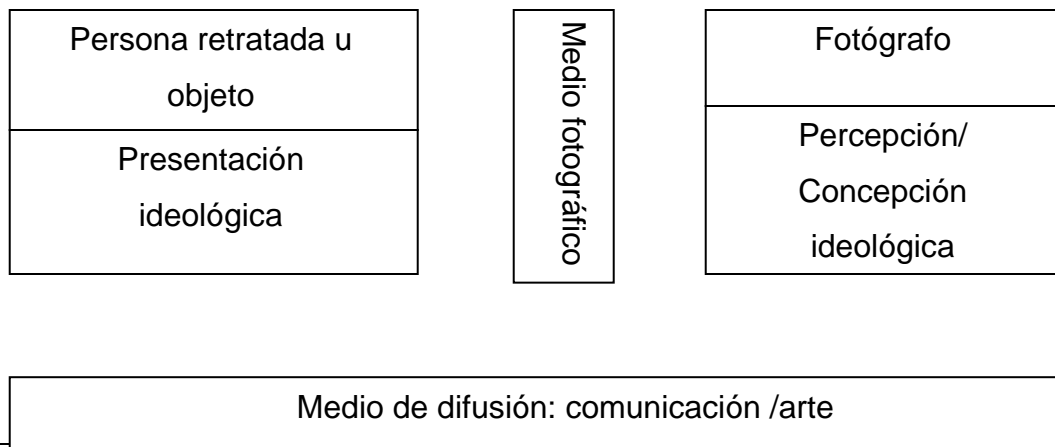 Persona retratada u
objeto
Presentación
ideológica
Medio fotográfico
Fotógrafo
Percepción/
Concepción
ideológica
Medio de difusión: comunicación /arte